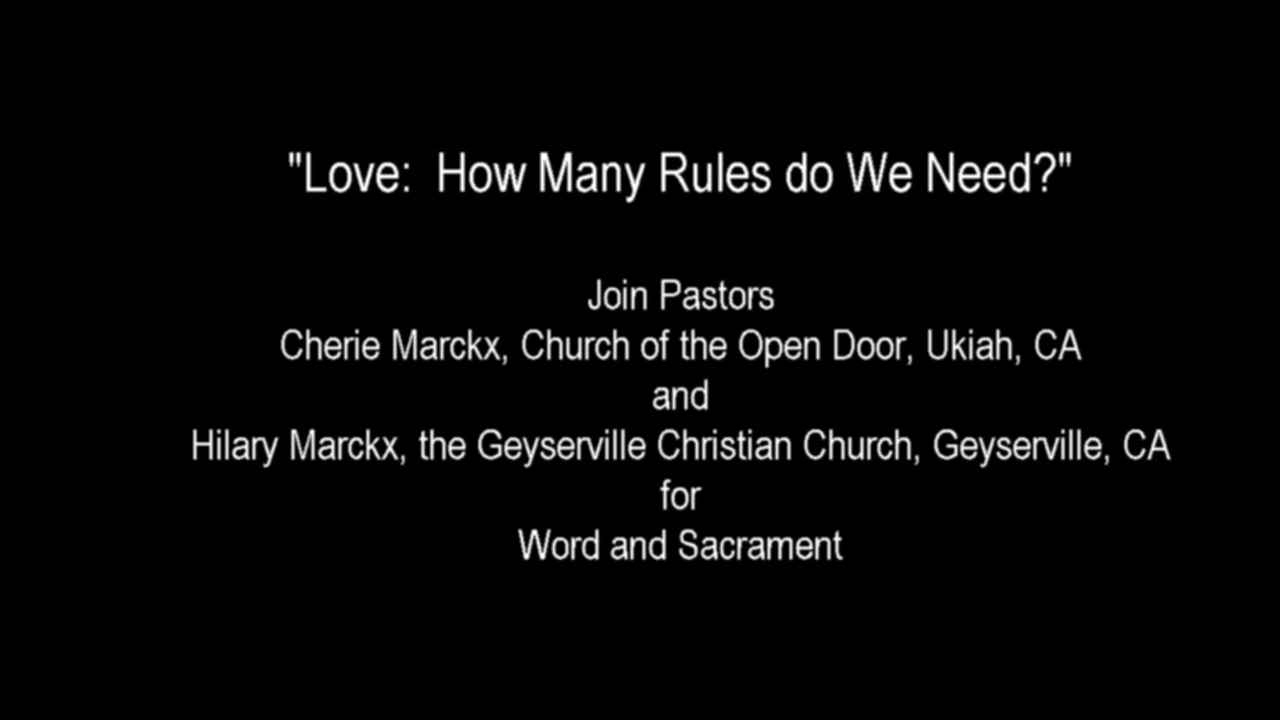 "Love:  How Many Rules do We Need?"
Join Pastors
Cherie Marckx, Church of the Open Door, Ukiah, CA
and
Hilary Marckx, the Geyserville Christian Church, Geyserville, CA
for
Word and Sacrament